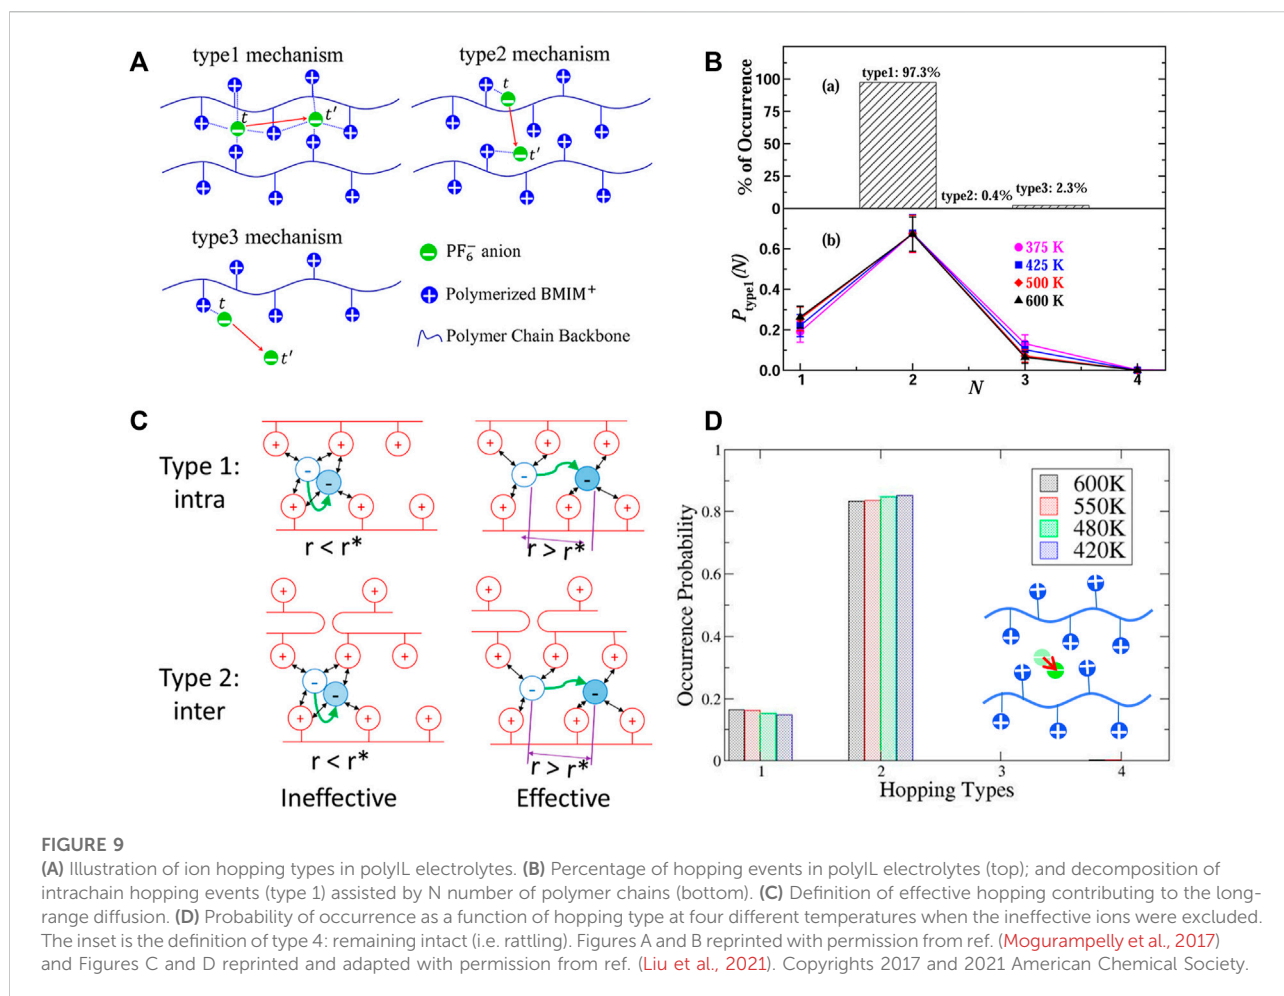 A
type1 mechanism
type2 mechanism
t
t′
t
t′
type3 mechanism
t
t′
PF₆⁻ anion
Polymerized BMIM⁺
Polymer Chain Backbone
B
% of Occurrence
100
75
50
25
0
(a)
type1: 97.3%
type2: 0.4%
type3: 2.3%
P_type1(N)
0.6
0.4
0.2
0.0
(b)
375 K
425 K
500 K
600 K
1
2
3
4
N
C
Type 1:
intra
r < r*
r > r*
Type 2:
inter
r < r*
r > r*
Ineffective
Effective
D
Occurrence Probability
1
0.8
0.6
0.4
0.2
0
600K
550K
480K
420K
1
2
3
4
Hopping Types
FIGURE 9
(A) Illustration of ion hopping types in polyIL electrolytes. (B) Percentage of hopping events in polyIL electrolytes (top); and decomposition of
intrachain hopping events (type 1) assisted by N number of polymer chains (bottom). (C) Definition of effective hopping contributing to the long-
range diffusion. (D) Probability of occurrence as a function of hopping type at four different temperatures when the ineffective ions were excluded.
The inset is the definition of type 4: remaining intact (i.e. rattling). Figures A and B reprinted with permission from ref. (Mogurampelly et al., 2017)
and Figures C and D reprinted and adapted with permission from ref. (Liu et al., 2021). Copyrights 2017 and 2021 American Chemical Society.